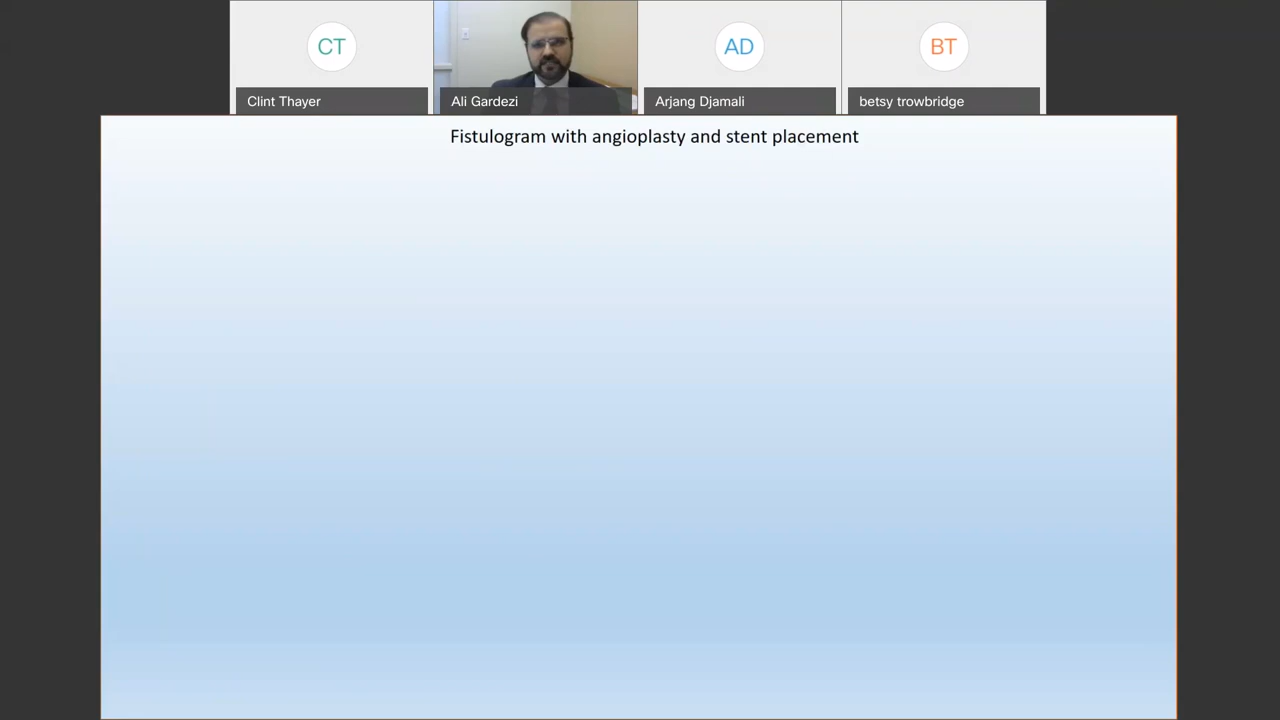 CT
AD
BT
Clint Thayer
Ali Gardezi
Arjang Djamali
betsy trowbridge
Fistulogram with angioplasty and stent placement